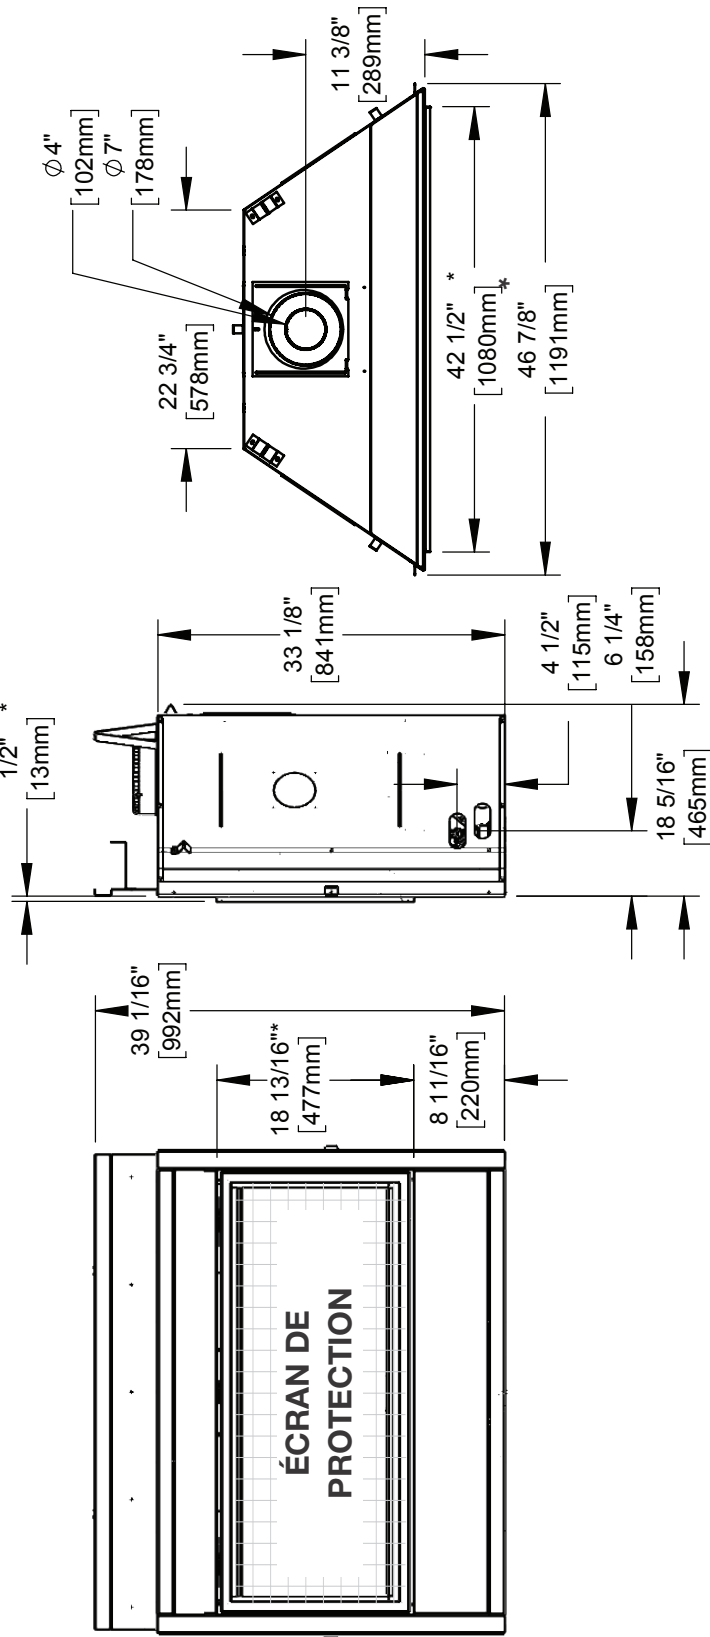 Ø4"
[102mm]
Ø7"
[178mm]
11 3/8"
[289mm]
22 3/4"
[578mm]
42 1/2" *
[1080mm]*
46 7/8"
[1191mm]
1/2" *
[13mm]
33 1/8"
[841mm]
4 1/2"
[115mm]
6 1/4"
[158mm]
18 5/16"
[465mm]
39 1/16"
[992mm]
18 13/16"*
[477mm]
8 11/16"
[220mm]
ÉCRAN DE
PROTECTION